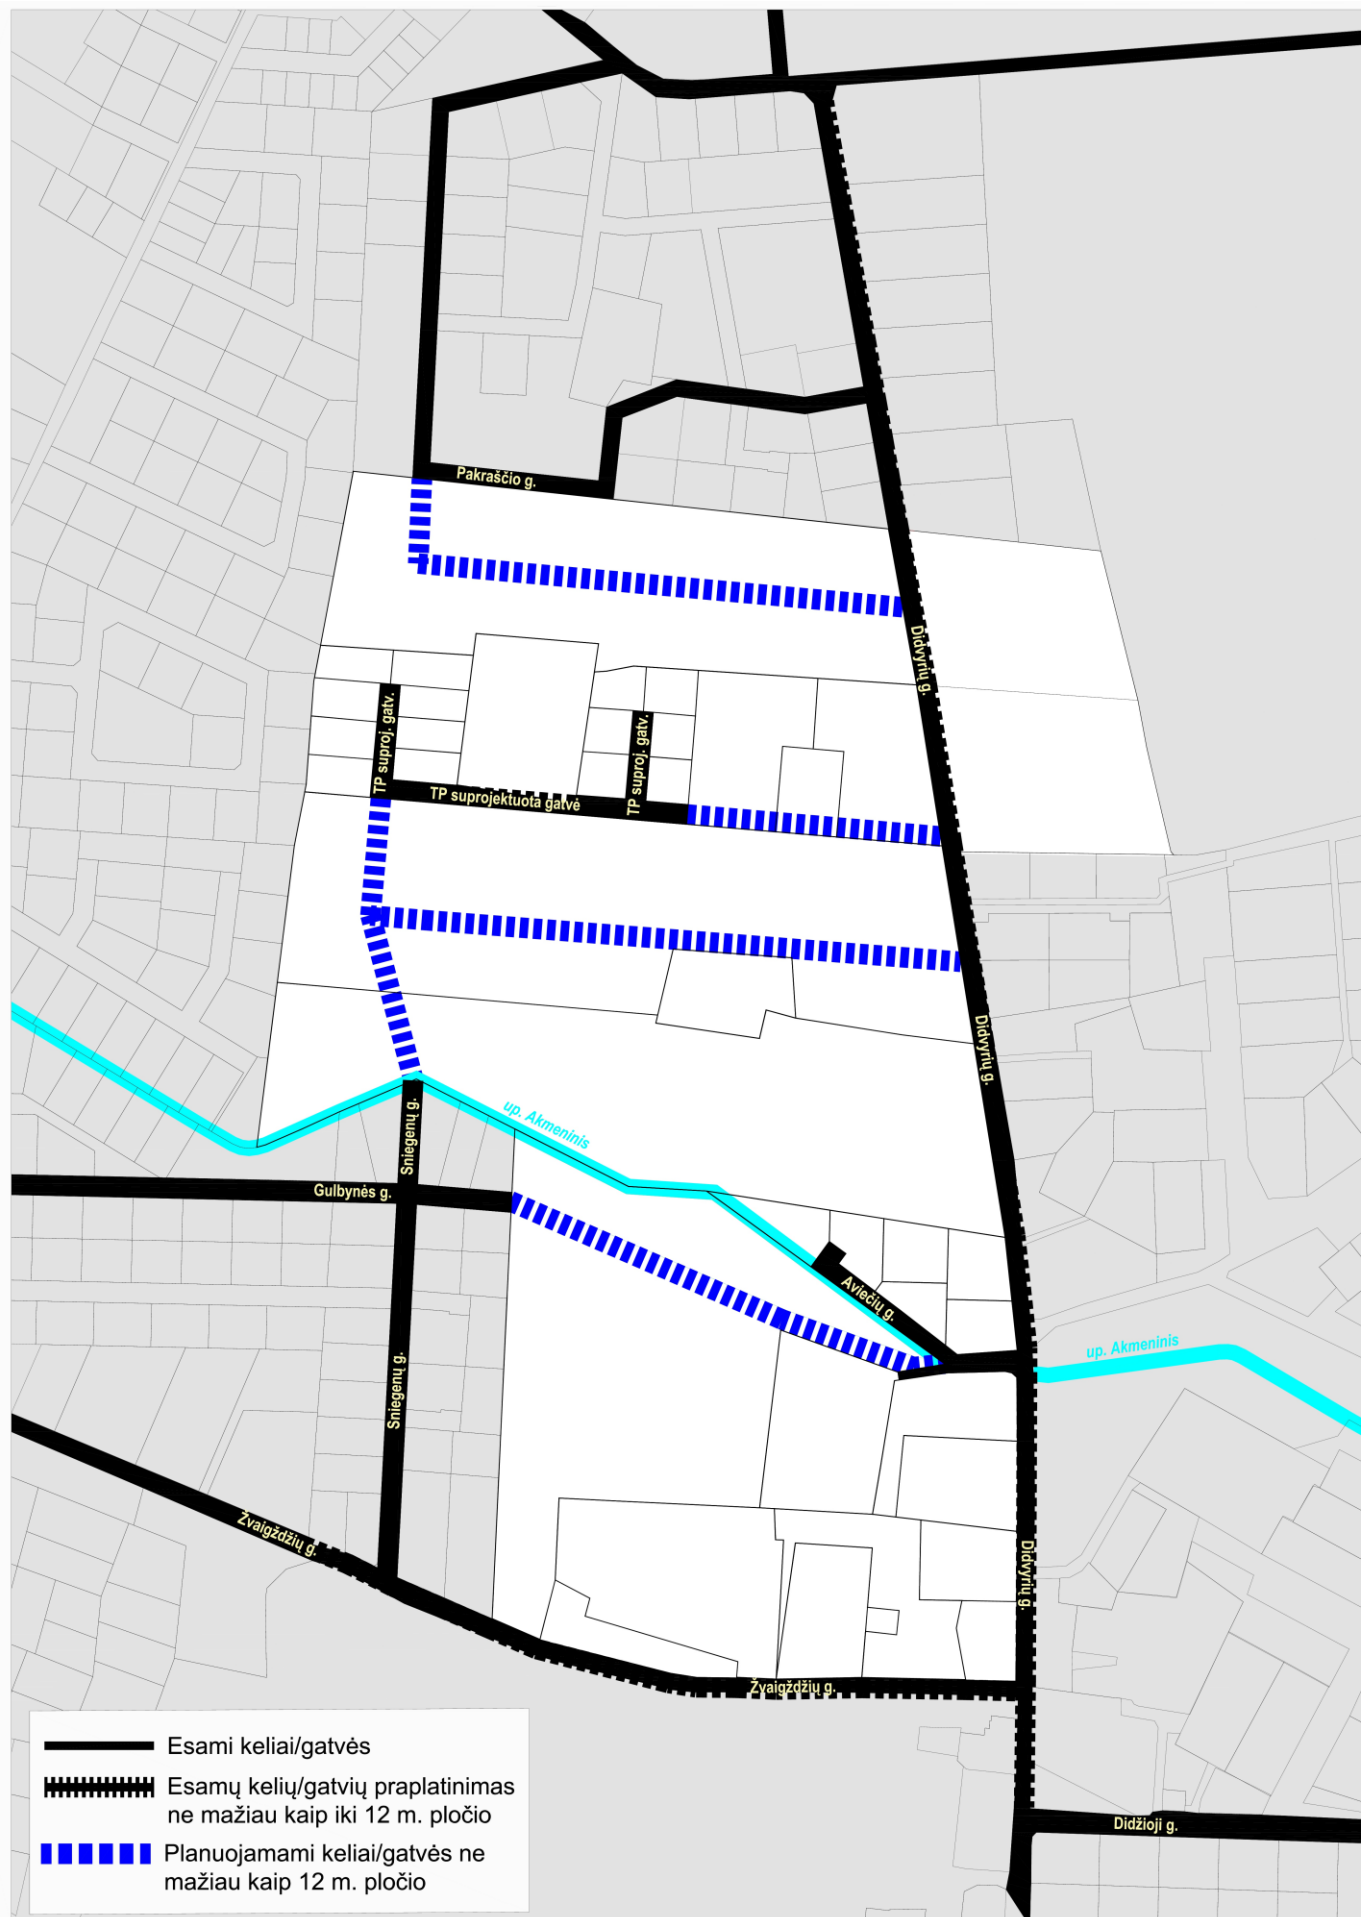 Pakraščio g.
Didvyrių g.
TP suproj. gatv.
TP suproj. gatv.
TP suprojektuota gatvė
Didvyrių g.
up. Akmeninis
Sniegenų g.
Gulbynės g.
Aviečių g.
up. Akmeninis
Sniegenų g.
Žvaigždžių g.
Didvyrių g.
Žvaigždžių g.
Didžioji g.
Esami keliai/gatvės
Esamų kelių/gatvių praplatinimas
ne mažiau kaip iki 12 m. pločio
Planuojamami keliai/gatvės ne
mažiau kaip 12 m. pločio